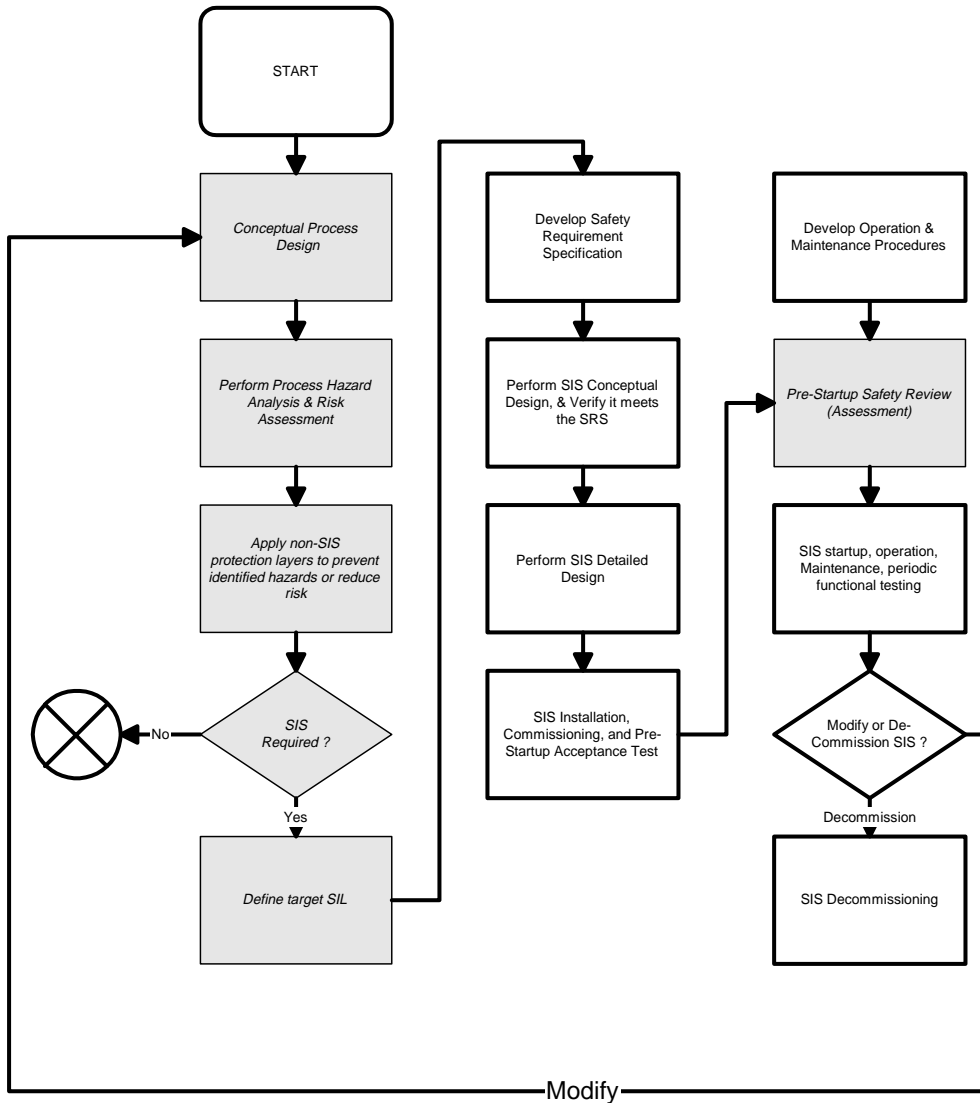 START
Conceptual Process
Design
Perform Process Hazard
Analysis & Risk
Assessment
Apply non-SIS
protection layers to prevent
identified hazards or reduce
risk
SIS
Required ?
No
Yes
Define target SIL
Develop Safety
Requirement
Specification
Perform SIS Conceptual
Design, & Verify it meets
the SRS
Perform SIS Detailed
Design
SIS Installation,
Commissioning, and Pre-
Startup Acceptance Test
Develop Operation &
Maintenance Procedures
Pre-Startup Safety Review
(Assessment)
SIS startup, operation,
Maintenance, periodic
functional testing
Modify or De-
Commission SIS ?
Decommission
SIS Decommissioning
Modify